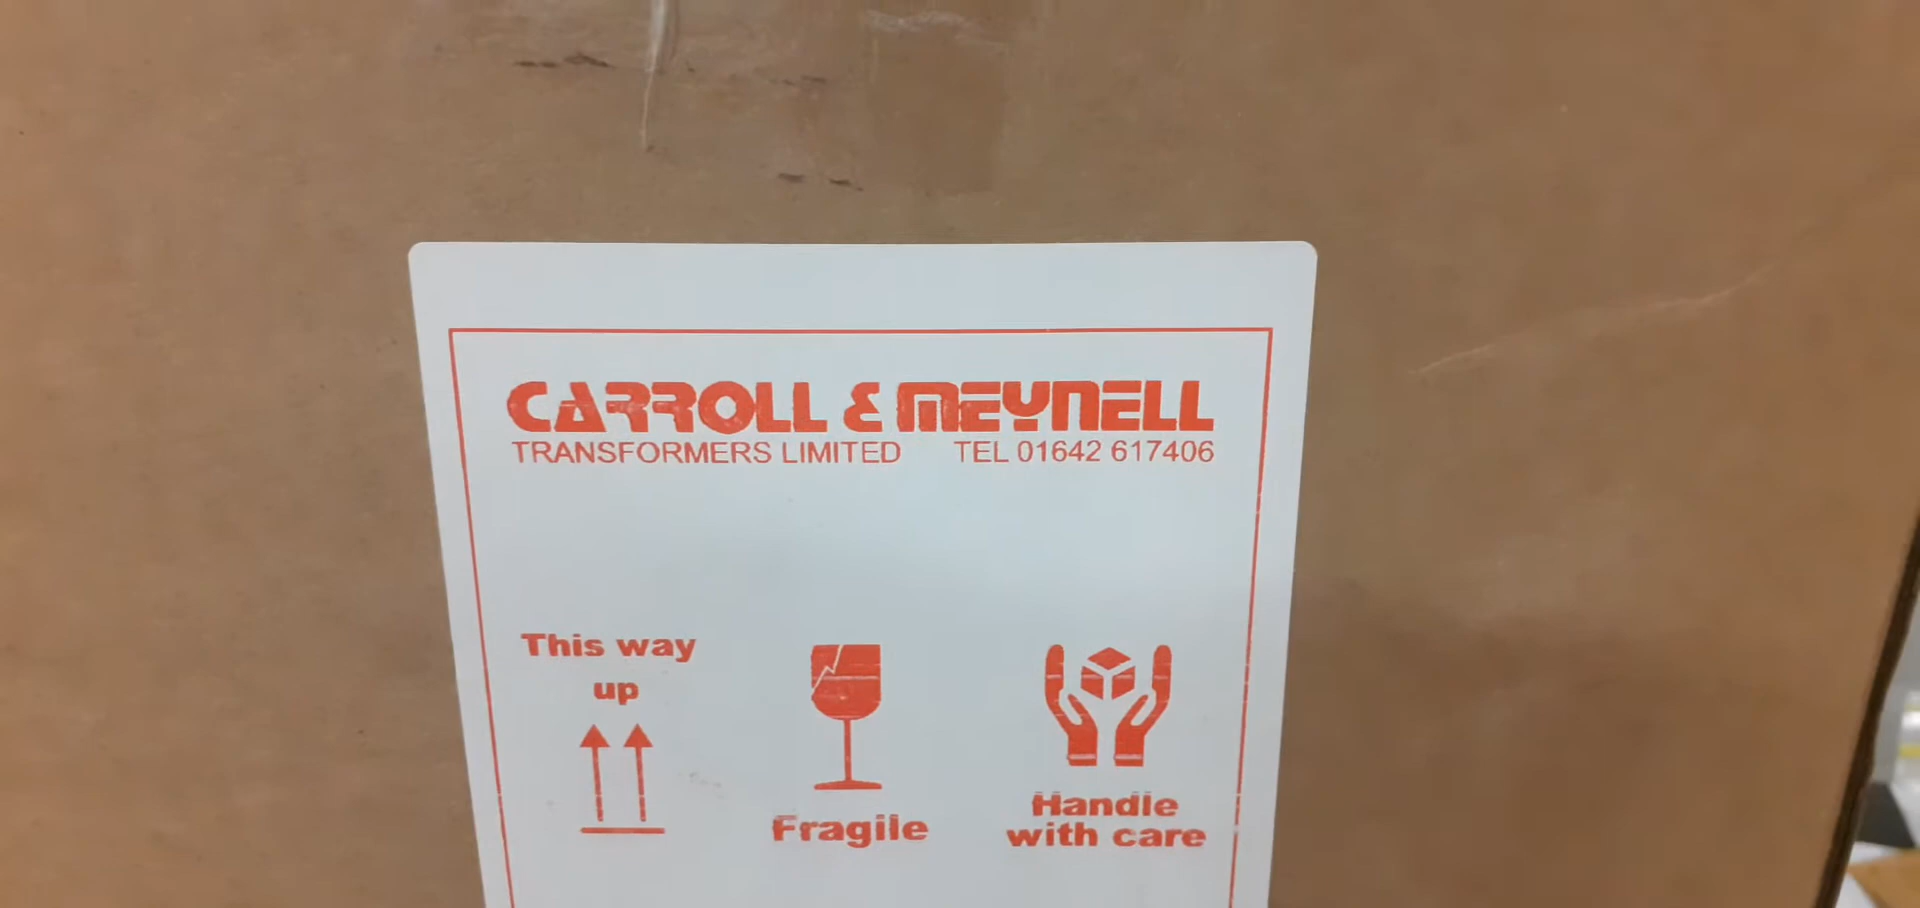 CARROLL & MEYNELL
TRANSFORMERS LIMITED TEL 01642 617406
This way
up
Fragile
Handle
with care